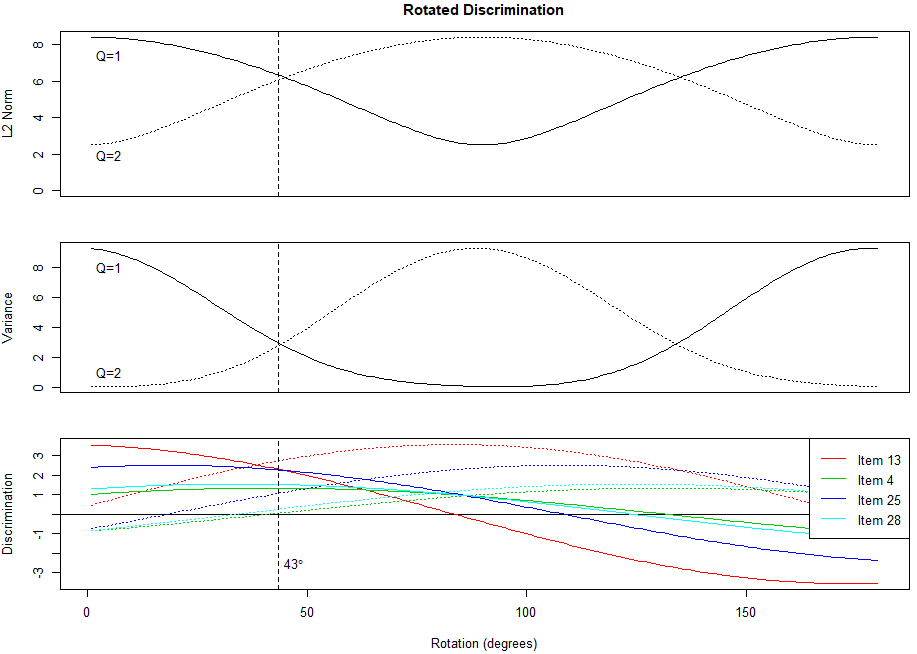 Rotated Discrimination
L2 Norm
8
6
4
2
0
Q=1
Q=2
Variance
8
6
4
2
0
Q=1
Q=2
Discrimination
3
2
1
-1
-3
43°
Item 13
Item 4
Item 25
Item 28
0 50 100 150
Rotation (degrees)